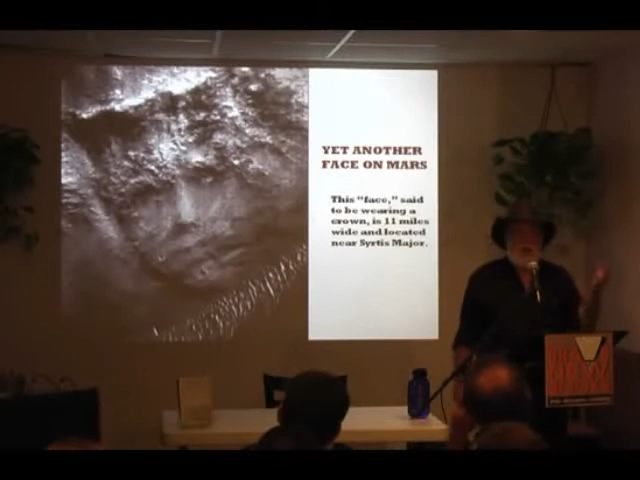 YET ANOTHER
FACE ON MARS
This "face," said
to be wearing a
crown, is 11 miles
wide and located
near Syrtis Major.